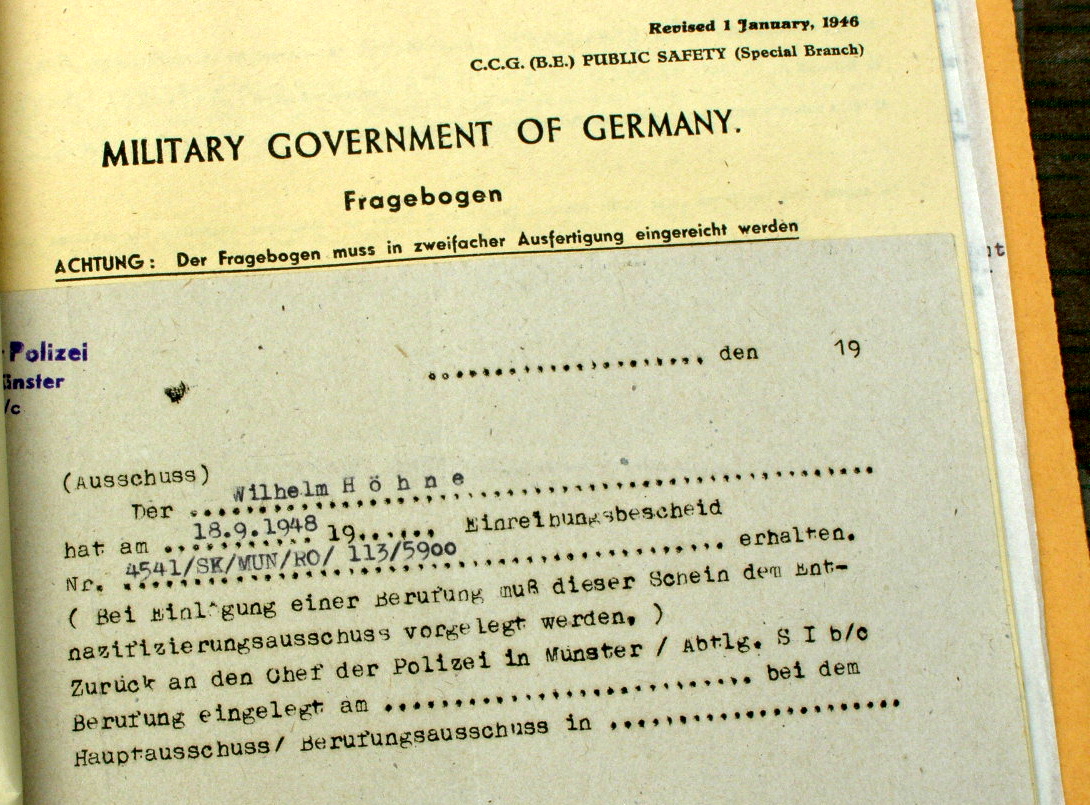 Revised 1 January, 1946
C.C.G. (B.E.) PUBLIC SAFETY (Special Branch)
MILITARY GOVERNMENT OF GERMANY.
Fragebogen
ACHTUNG: Der Fragebogen muss in zweifacher Ausfertigung eingereicht werden
Polizei
ünster
/c
........................ den 19
(Ausschuss)
Der Wilhelm Höhne ........................
hat am 18.9.1948 19...... Einreihungsbescheid
Nr. 4541/SK/MUN/RO/ 113/5900 .................... erhalten.
( Bei Einlegung einer Berufung muß dieser Schein dem Ent-
nazifizierungsausschuss vorgelegt werden. )
Zurück an den Chef der Polizei in Münster / Abtlg. S I b/c
Berufung eingelegt am ............................ bei dem
Hauptausschuss/ Berufungsausschuss in ......................